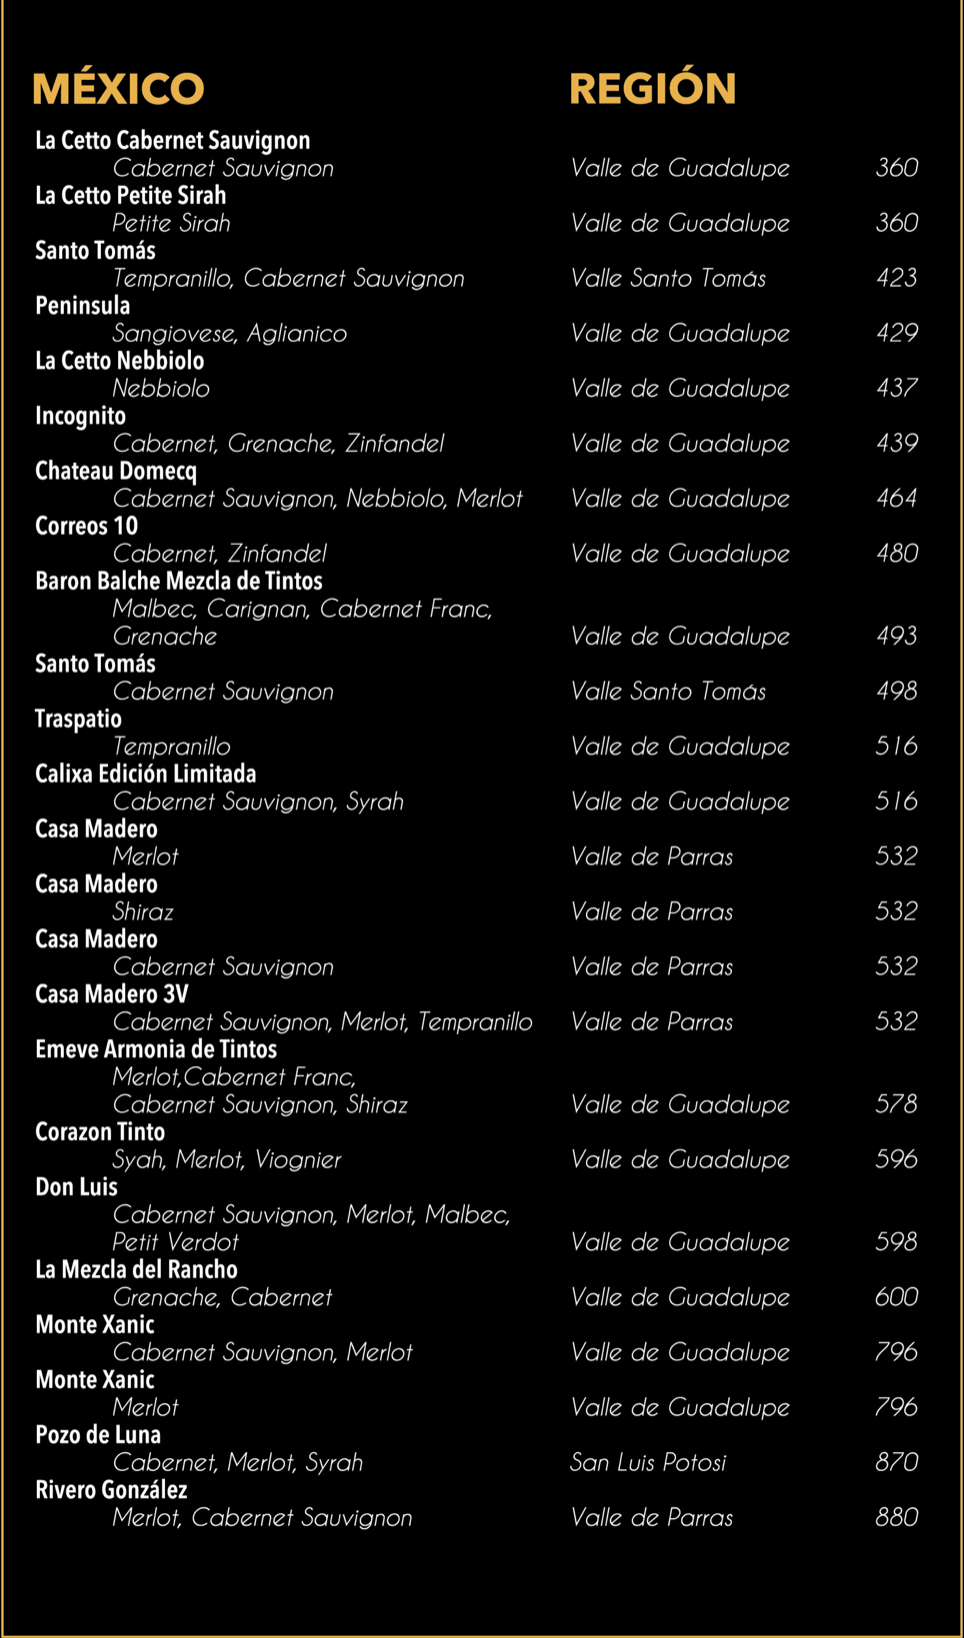 MÉXICO REGIÓN
La Cetto Cabernet Sauvignon
Cabernet Sauvignon Valle de Guadalupe 360
La Cetto Petite Sirah
Petite Sirah Valle de Guadalupe 360
Santo Tomás
Tempranillo, Cabernet Sauvignon Valle Santo Tomás 423
Peninsula
Sangiovese, Aglianico Valle de Guadalupe 429
La Cetto Nebbiolo
Nebbiolo Valle de Guadalupe 437
Incognito
Cabernet, Grenache, Zinfandel Valle de Guadalupe 439
Chateau Domecq
Cabernet Sauvignon, Nebbiolo, Merlot Valle de Guadalupe 464
Correos 10
Cabernet, Zinfandel Valle de Guadalupe 480
Baron Balche Mezcla de Tintos
Malbec, Carignan, Cabernet Franc,
Grenache Valle de Guadalupe 493
Santo Tomás
Cabernet Sauvignon Valle Santo Tomás 498
Traspatio
Tempranillo Valle de Guadalupe 516
Calixa Edición Limitada
Cabernet Sauvignon, Syrah Valle de Guadalupe 516
Casa Madero
Merlot Valle de Parras 532
Casa Madero
Shiraz Valle de Parras 532
Casa Madero
Cabernet Sauvignon Valle de Parras 532
Casa Madero 3V
Cabernet Sauvignon, Merlot, Tempranillo Valle de Parras 532
Emeve Armonia de Tintos
Merlot,Cabernet Franc,
Cabernet Sauvignon, Shiraz Valle de Guadalupe 578
Corazon Tinto
Syah, Merlot, Viognier Valle de Guadalupe 596
Don Luis
Cabernet Sauvignon, Merlot, Malbec,
Petit Verdot Valle de Guadalupe 598
La Mezcla del Rancho
Grenache, Cabernet Valle de Guadalupe 600
Monte Xanic
Cabernet Sauvignon, Merlot Valle de Guadalupe 796
Monte Xanic
Merlot Valle de Guadalupe 796
Pozo de Luna
Cabernet, Merlot, Syrah San Luis Potosi 870
Rivero González
Merlot, Cabernet Sauvignon Valle de Parras 880